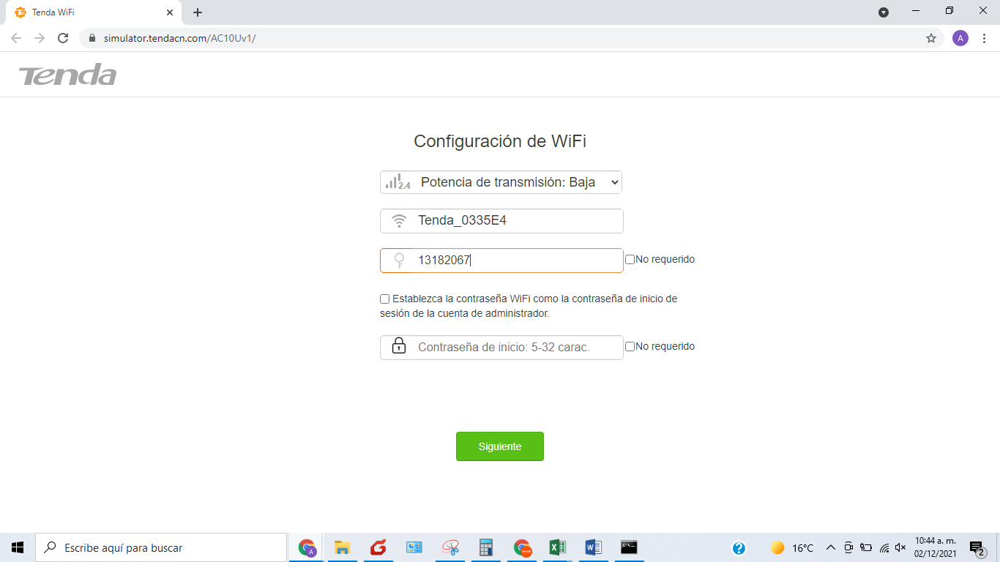 Tenda WiFi
simulator.tendacn.com/AC10Uv1/
A
Tenda
Configuración de WiFi
2.4 Potencia de transmisión: Baja
Tenda_0335E4
13182067
No requerido
Establezca la contraseña WiFi como la contraseña de inicio de
sesión de la cuenta de administrador.
Contraseña de inicio: 5-32 carac.
No requerido
Siguiente
Escribe aquí para buscar
A
16°C
10:44 a. m.
02/12/2021
2